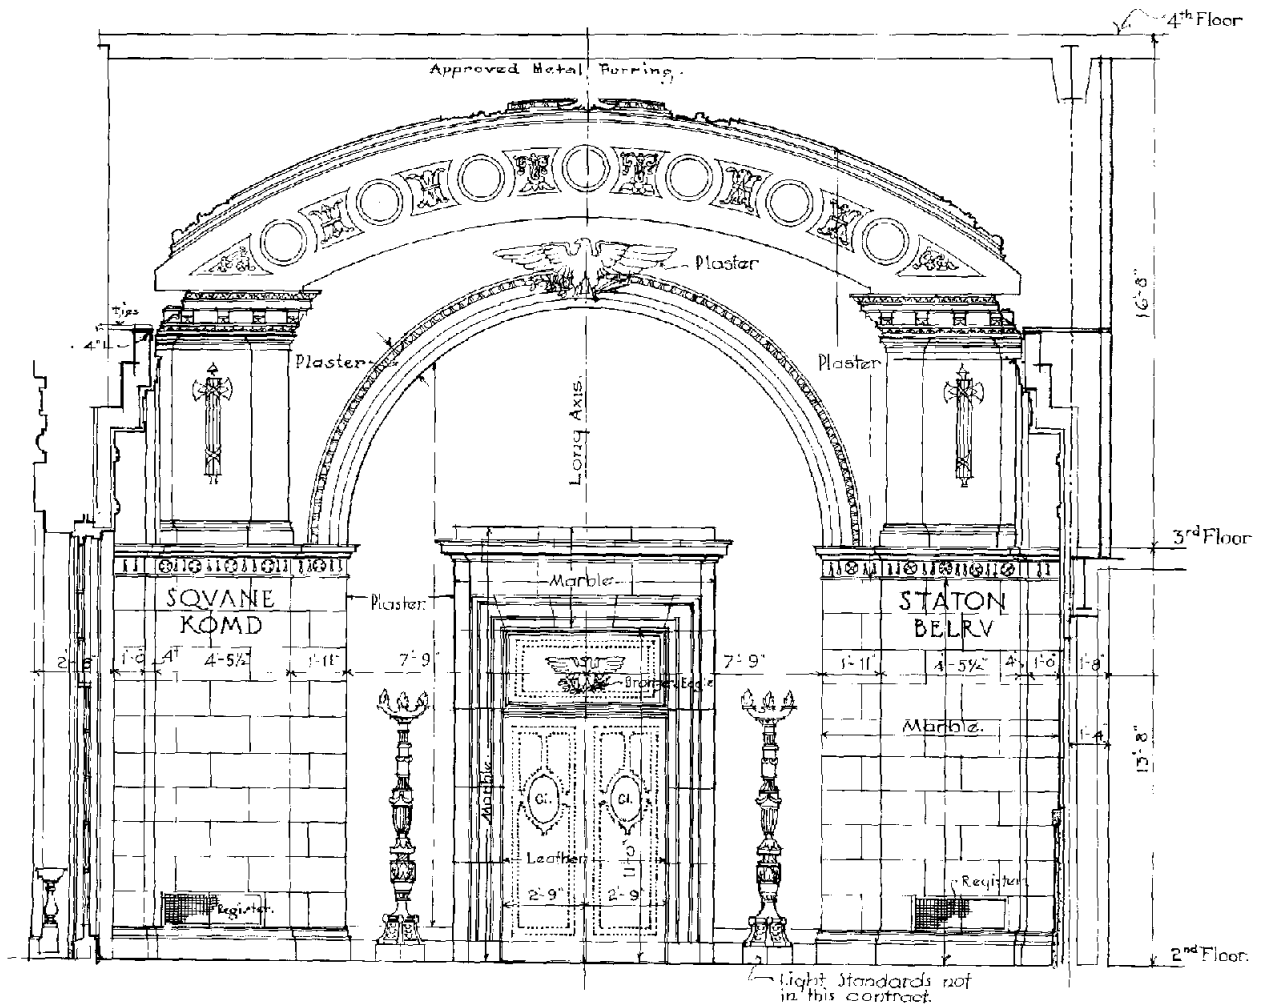 4th Floor
Approved Metal Furring.
Plaster
16'-8"
ties
4"L
Plaster
Plaster
Long Axis
3rd Floor
Marble
SQVANE
KOMD
Plaster
STATON
BELRV
2'-8"
1'-0"
4"
4'-5½"
1'-11"
7'-9"
7'-9"
1'-11"
4'-5½"
4"
1'-0"
1'-8"
Bronze Eagle
Marble.
1'-4"
13'-8"
Marble.
Gl.
Gl.
Leather
11'-0"
2'-9"
2'-9"
Register.
Register
2nd Floor.
Light Standards not
in this contract.